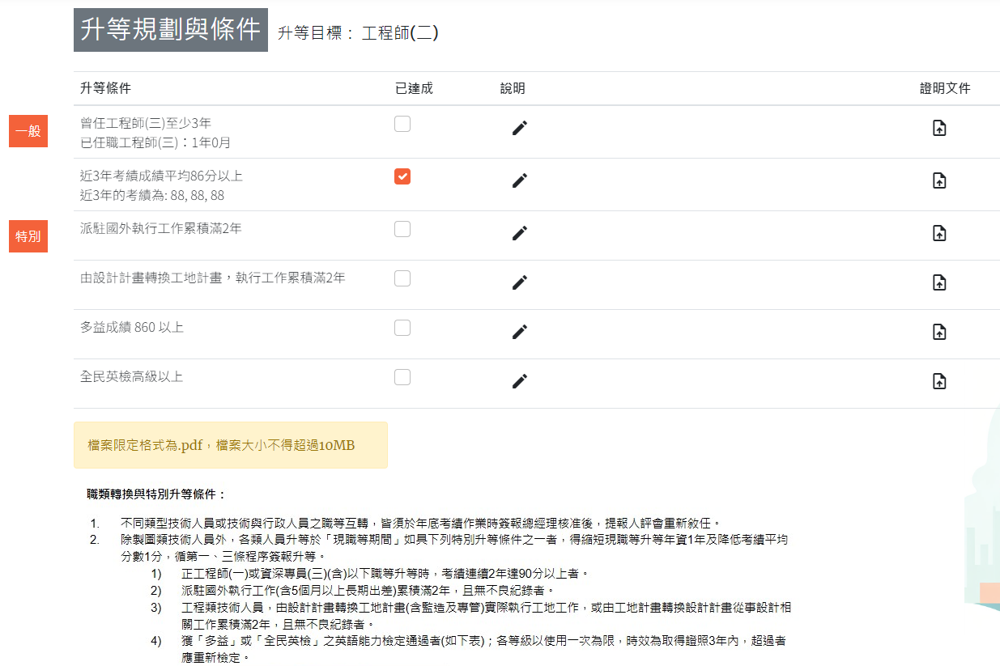 升等規劃與條件 升等目標： 工程師(二)
升等條件 已達成 說明 證明文件
一般
曾任工程師(三)至少3年
已任職工程師(三)：1年0月
近3年考績成績平均86分以上
近3年的考績為: 88, 88, 88
特別
派駐國外執行工作累積滿2年
由設計計畫轉換工地計畫，執行工作累積滿2年
多益成績 860 以上
全民英檢高級以上
檔案限定格式為.pdf，檔案大小不得超過10MB
職類轉換與特別升等條件：
1. 不同類型技術人員或技術與行政人員之職等互轉，皆須於年底考績作業時簽報總經理核准後，提報人評會重新敘任。
2. 除製圖類技術人員外，各類人員升等於「現職等期間」如具下列特別升等條件之一者，得縮短現職等升等年資1年及降低考績平均
分數1分，循第一、三條程序簽報升等。
1) 正工程師(一)或資深專員(三)(含)以下職等升等時，考績連續2年達90分以上者。
2) 派駐國外執行工作(含5個月以上長期出差)累積滿2年，且無不良紀錄者。
3) 工程類技術人員，由設計計畫轉換工地計畫(含監造及專管)實際執行工地工作，或由工地計畫轉換設計計畫從事設計相
關工作累積滿2年，且無不良紀錄者。
4) 獲「多益」或「全民英檢」之英語能力檢定通過者(如下表)；各等級以使用一次為限，時效為取得證照3年內，超過者
應重新檢定。